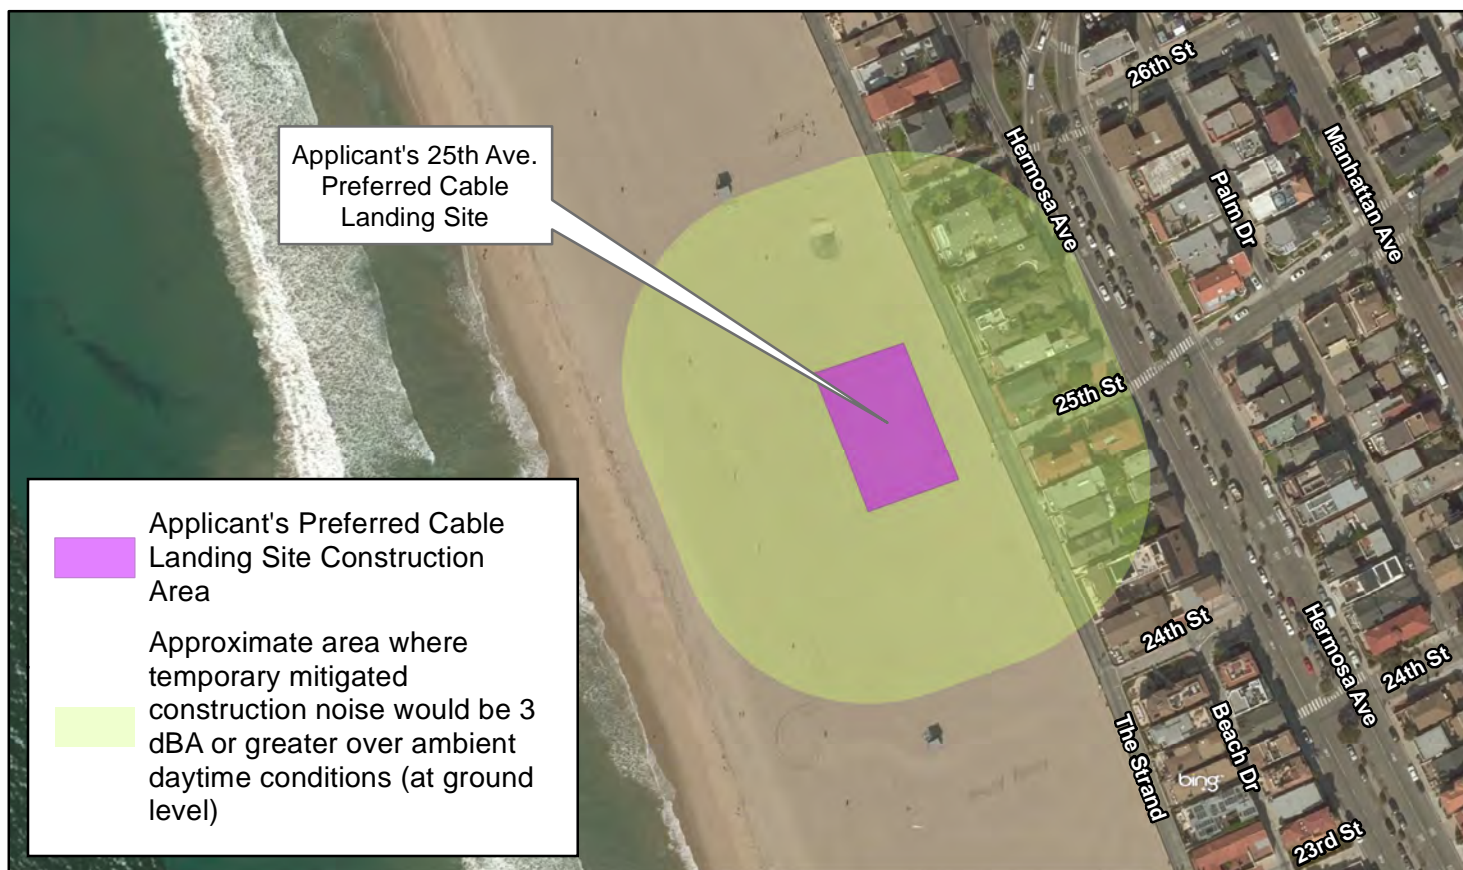 Applicant's 25th Ave.
Preferred Cable
Landing Site
26th St
Hermosa Ave
Palm Dr
Manhattan Ave
25th St
24th St
Hermosa Ave
24th St
The Strand
Beach Dr
bing
23rd St
Applicant's Preferred Cable
Landing Site Construction
Area
Approximate area where
temporary mitigated
construction noise would be 3
dBA or greater over ambient
daytime conditions (at ground
level)